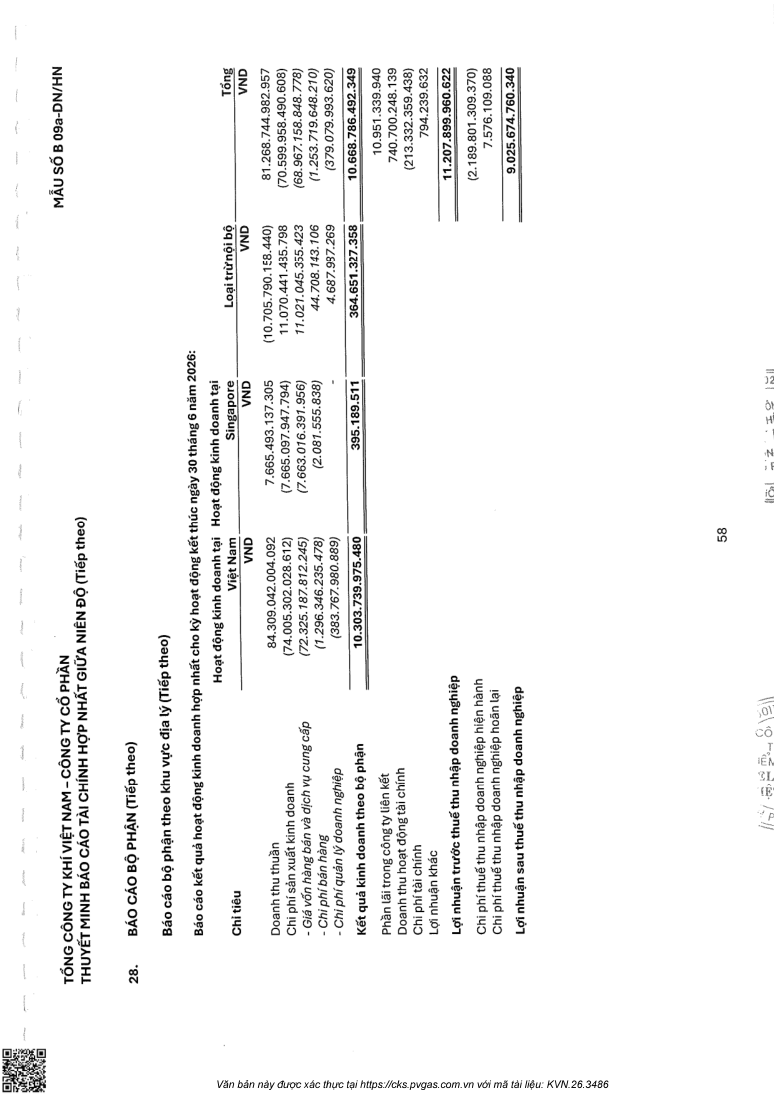 TỔNG CÔNG TY KHÍ VIỆT NAM – CÔNG TY CỔ PHẦN
MẪU SỐ B 09a-DN/HN
THUYẾT MINH BÁO CÁO TÀI CHÍNH HỢP NHẤT GIỮA NIÊN ĐỘ (Tiếp theo)
28. BÁO CÁO BỘ PHẬN (Tiếp theo)
Báo cáo bộ phận theo khu vực địa lý (Tiếp theo)
Báo cáo kết quả hoạt động kinh doanh hợp nhất cho kỳ hoạt động kết thúc ngày 30 tháng 6 năm 2026:
Hoạt động kinh doanh tại Hoạt động kinh doanh tại
Chỉ tiêu Việt Nam Singapore Loại trừ nội bộ Tổng
VND VND VND VND
Doanh thu thuần 84.309.042.004.092 7.665.493.137.305 (10.705.790.158.440) 81.268.744.982.957
Chi phí sản xuất kinh doanh (74.005.302.028.612) (7.665.097.947.794) 11.070.441.435.798 (70.599.958.490.608)
- Giá vốn hàng bán và dịch vụ cung cấp (72.325.187.812.245) (7.663.016.391.956) 11.021.045.355.423 (68.967.158.848.778)
- Chi phí bán hàng (1.296.346.235.478) (2.081.555.838) 44.708.143.106 (1.253.719.648.210)
- Chi phí quản lý doanh nghiệp (383.767.980.889) - 4.687.987.269 (379.079.993.620)
Kết quả kinh doanh theo bộ phận 10.303.739.975.480 395.189.511 364.651.327.358 10.668.786.492.349
Phần lãi trong công ty liên kết 10.951.339.940
Doanh thu hoạt động tài chính 740.700.248.139
Chi phí tài chính (213.332.359.438)
Lợi nhuận khác 794.239.632
Lợi nhuận trước thuế thu nhập doanh nghiệp 11.207.899.960.622
Chi phí thuế thu nhập doanh nghiệp hiện hành (2.189.801.309.370)
Chi phí thuế thu nhập doanh nghiệp hoãn lại 7.576.109.088
Lợi nhuận sau thuế thu nhập doanh nghiệp 9.025.674.760.340
58
Văn bản này được xác thực tại https://cks.pvgas.com.vn với mã tài liệu: KVN.26.3486